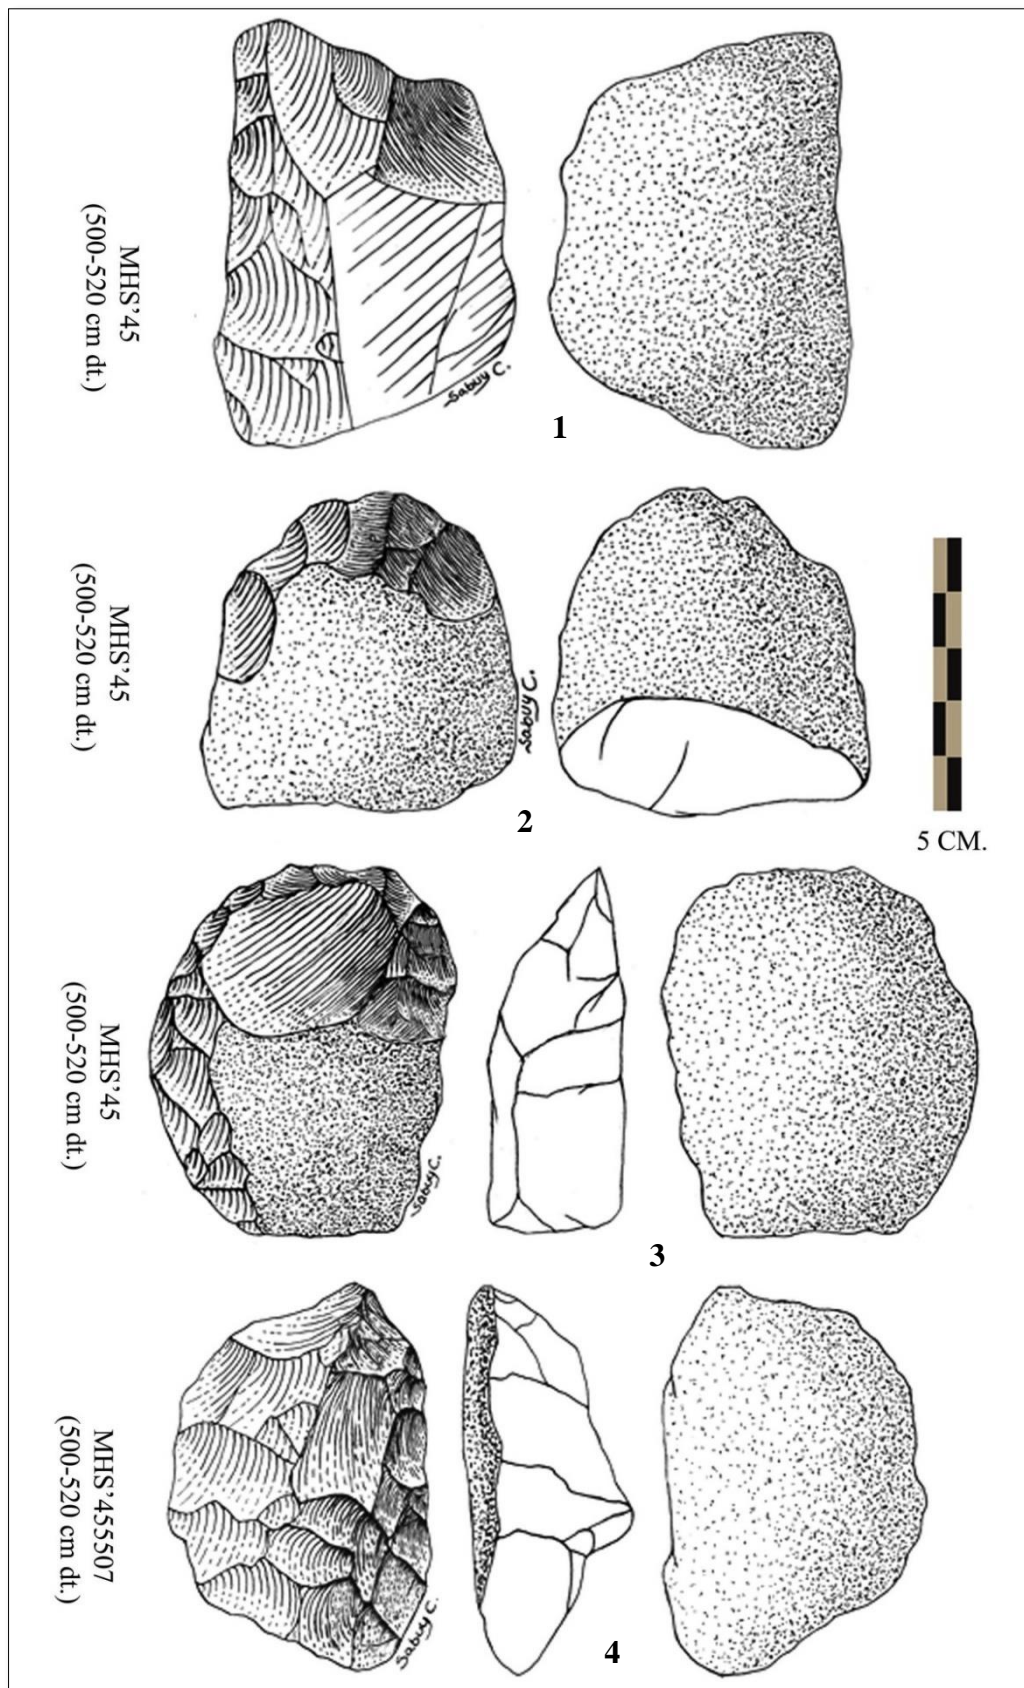 MHS'45
(500-520 cm dt.)
Sabuy C.
1
MHS'45
(500-520 cm dt.)
Sabuy C.
2
5 CM.
MHS'45
(500-520 cm dt.)
Sabuy C.
3
MHS'455507
(500-520 cm dt.)
Sabuy C.
4